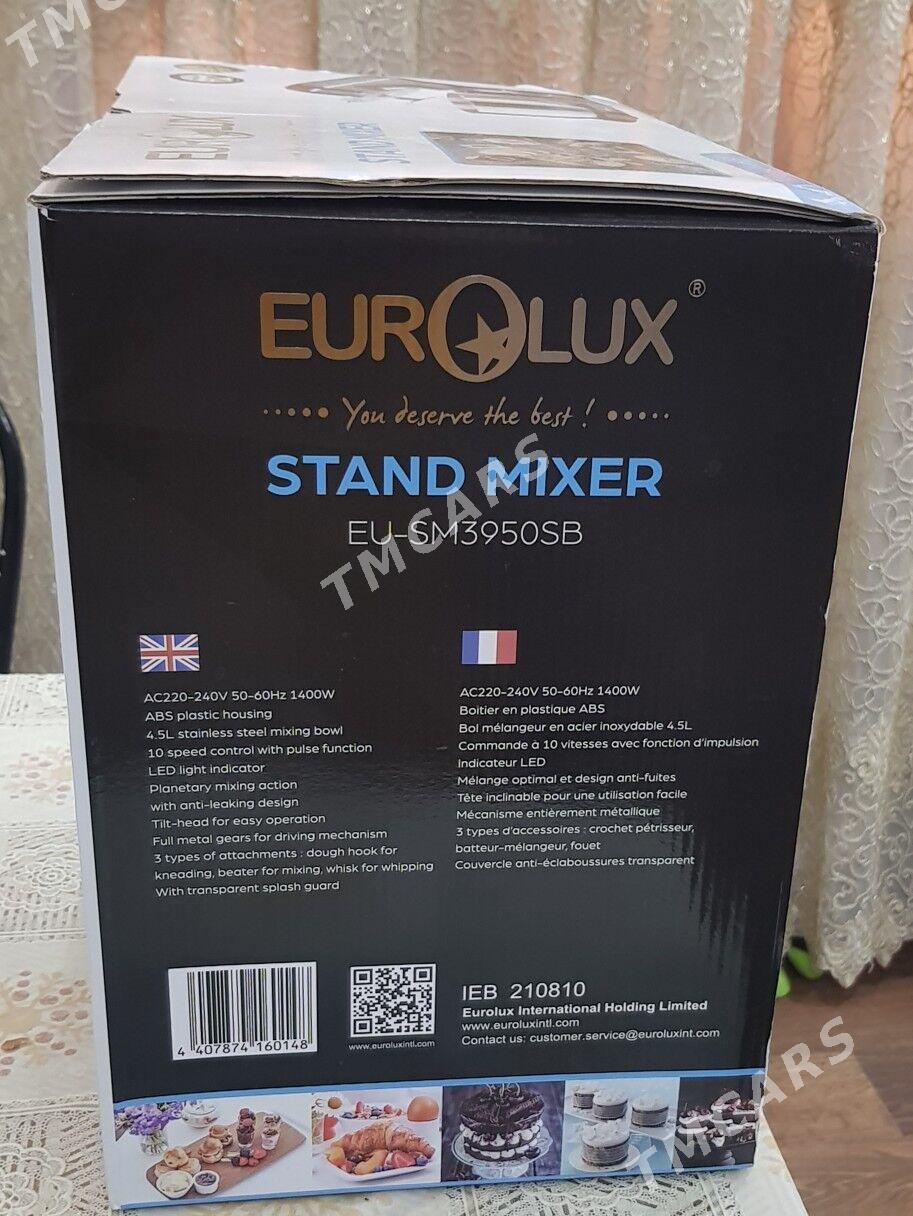 TMCARS
EUROLUX
STAND MIXER
EUROLUX®
You deserve the best !
STAND MIXER
EU-SM3950SB
TMCARS
AC220-240V 50-60Hz 1400W
ABS plastic housing
4.5L stainless steel mixing bowl
10 speed control with pulse function
LED light indicator
Planetary mixing action
with anti-leaking design
Tilt-head for easy operation
Full metal gears for driving mechanism
3 types of attachments : dough hook for
kneading, beater for mixing, whisk for whipping
With transparent splash guard
AC220-240V 50-60Hz 1400W
Boitier en plastique ABS
Bol mélangeur en acier inoxydable 4.5L
Commande à 10 vitesses avec fonction d'impulsion
Indicateur LED
Mélange optimal et design anti-fuites
Tête inclinable pour une utilisation facile
Mécanisme entièrement métallique
3 types d'accessoires : crochet pétrisseur,
batteur-mélangeur, fouet
Couvercle anti-éclaboussures transparent
4 407874 160148
www.euroluxintl.com
IEB 210810
Eurolux International Holding Limited
www.euroluxintl.com
Contact us: customer.service@euroluxint.com
TMCARS